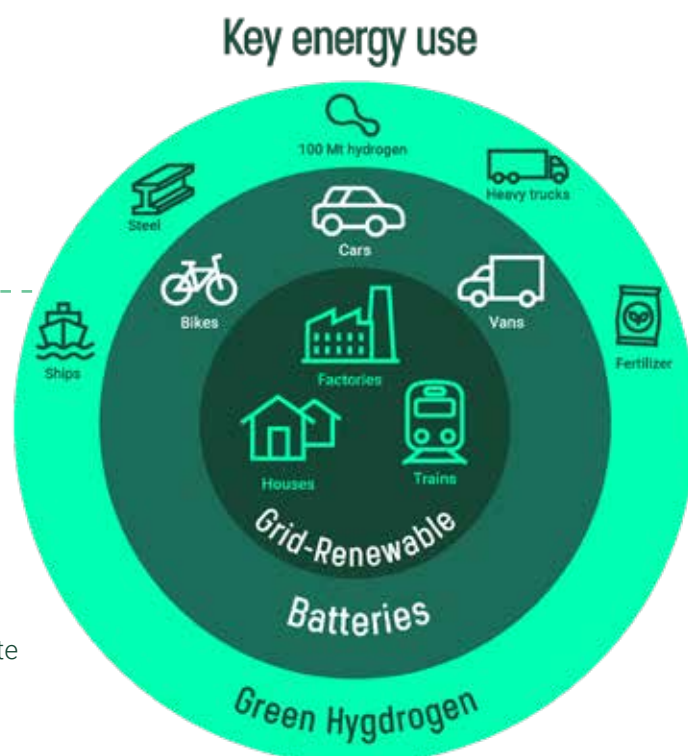 Key energy use
100 Mt hydrogen
Heavy trucks
Steel
Cars
Bikes
Vans
Ships
Fertilizer
Factories
Houses
Trains
Grid-Renewable
Batteries
te
Green Hygdrogen